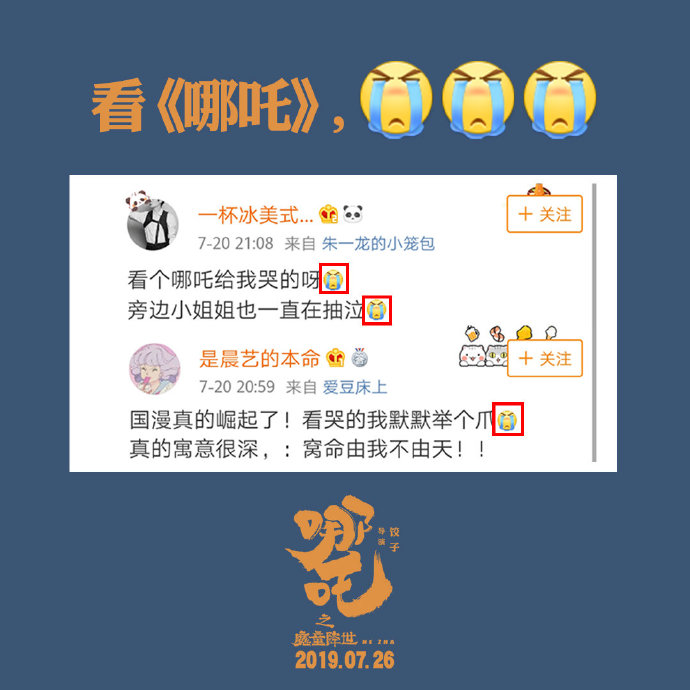 看《哪吒》，😭😭😭
一杯冰美式...
7-20 21:08 来自 朱一龙的小笼包
+ 关注
看个哪吒给我哭的呀😭
旁边小姐姐也一直在抽泣😭
是晨艺的本命
7-20 20:59 来自 爱豆床上
+ 关注
国漫真的崛起了！看哭的我默默举个爪😭
真的寓意很深，：窝命由我不由天！！
哪吒
导演 饺子
之
魔童降世 NE ZHA
2019.07.26